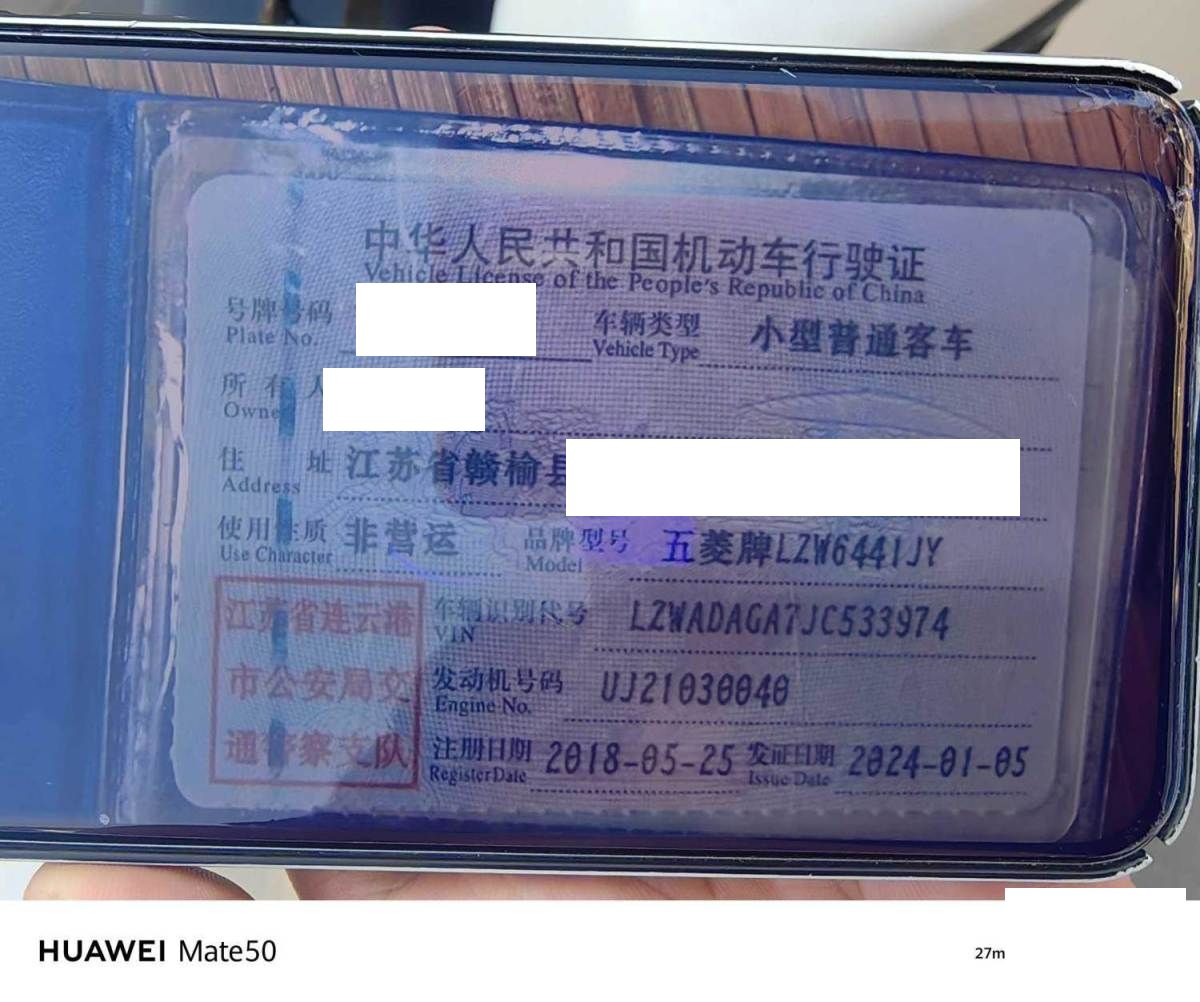 中华人民共和国机动车行驶证
Vehicle License of the People's Republic of China
号牌号码
Plate No.
车辆类型 小型普通客车
Vehicle Type
所有人
Owner
住址 江苏省赣榆县
Address
使用性质 非营运 品牌型号 五菱牌LZW6441JY
Use Character Model
江苏省连云港
市公安局交
通警察支队
车辆识别代号 LZWADAGA7JC533974
VIN
发动机号码 UJ21030040
Engine No.
注册日期 2018-05-25 发证日期 2024-01-05
Register Date Issue Date
HUAWEI Mate50
27m